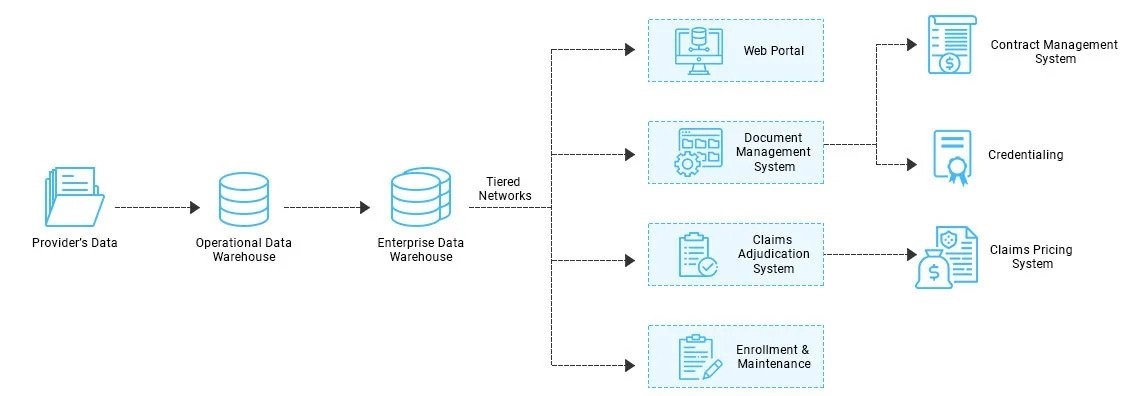 Provider's Data
Operational Data
Warehouse
Enterprise Data
Warehouse
Tiered
Networks
Web Portal
Document
Management
System
Claims
Adjudication
System
Enrollment &
Maintenance
Contract Management
System
Credentialing
Claims Pricing
System